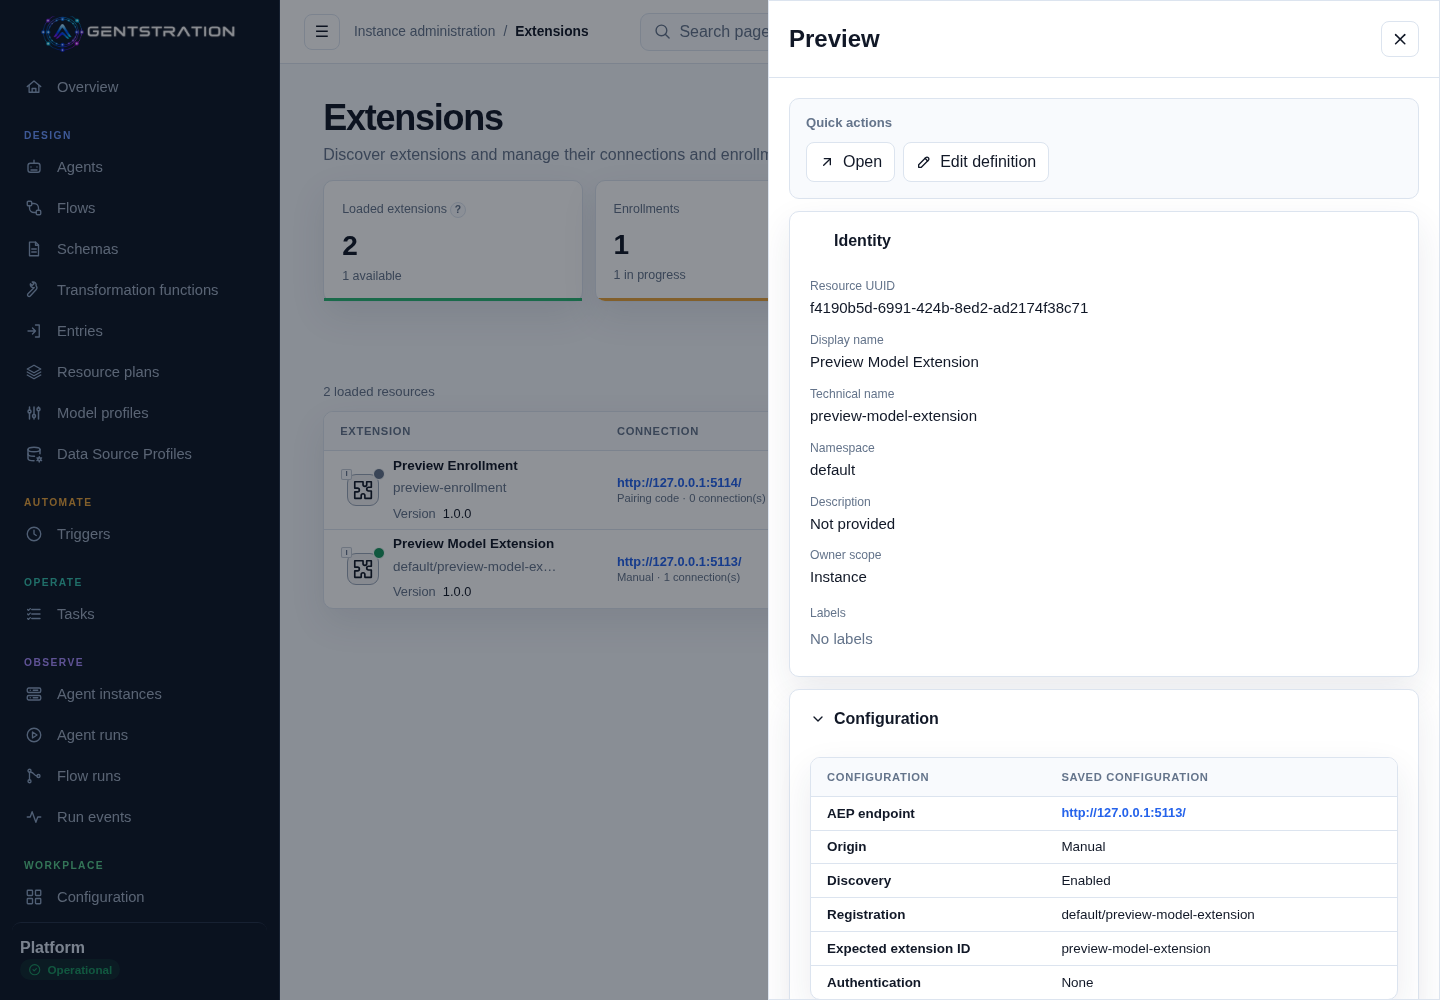 GENTSTRATION
Overview
DESIGN
Agents
Flows
Schemas
Transformation functions
Entries
Resource plans
Model profiles
Data Source Profiles
AUTOMATE
Triggers
OPERATE
Tasks
OBSERVE
Agent instances
Agent runs
Flow runs
Run events
WORKPLACE
Configuration
Platform
Operational
Instance administration / Extensions
Search page
Extensions
Discover extensions and manage their connections and enrollm
Loaded extensions ?
2
1 available
Enrollments
1
1 in progress
2 loaded resources
EXTENSION CONNECTION
Preview Enrollment
preview-enrollment
Version 1.0.0
http://127.0.0.1:5114/
Pairing code · 0 connection(s)
Preview Model Extension
default/preview-model-ex…
Version 1.0.0
http://127.0.0.1:5113/
Manual · 1 connection(s)
Preview
Quick actions
Open
Edit definition
Identity
Resource UUID
f4190b5d-6991-424b-8ed2-ad2174f38c71
Display name
Preview Model Extension
Technical name
preview-model-extension
Namespace
default
Description
Not provided
Owner scope
Instance
Labels
No labels
Configuration
CONFIGURATION SAVED CONFIGURATION
AEP endpoint http://127.0.0.1:5113/
Origin Manual
Discovery Enabled
Registration default/preview-model-extension
Expected extension ID preview-model-extension
Authentication None